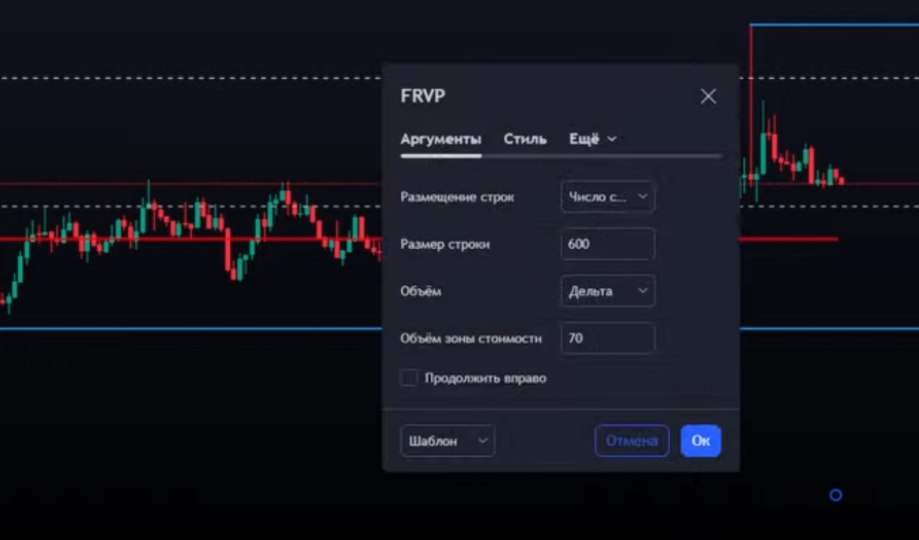 FRVP
Аргументы Стиль Ещё
Размещение строк Число с...
Размер строки 600
Объём Дельта
Объём зоны стоимости 70
Продолжить вправо
Шаблон Отмена Ок